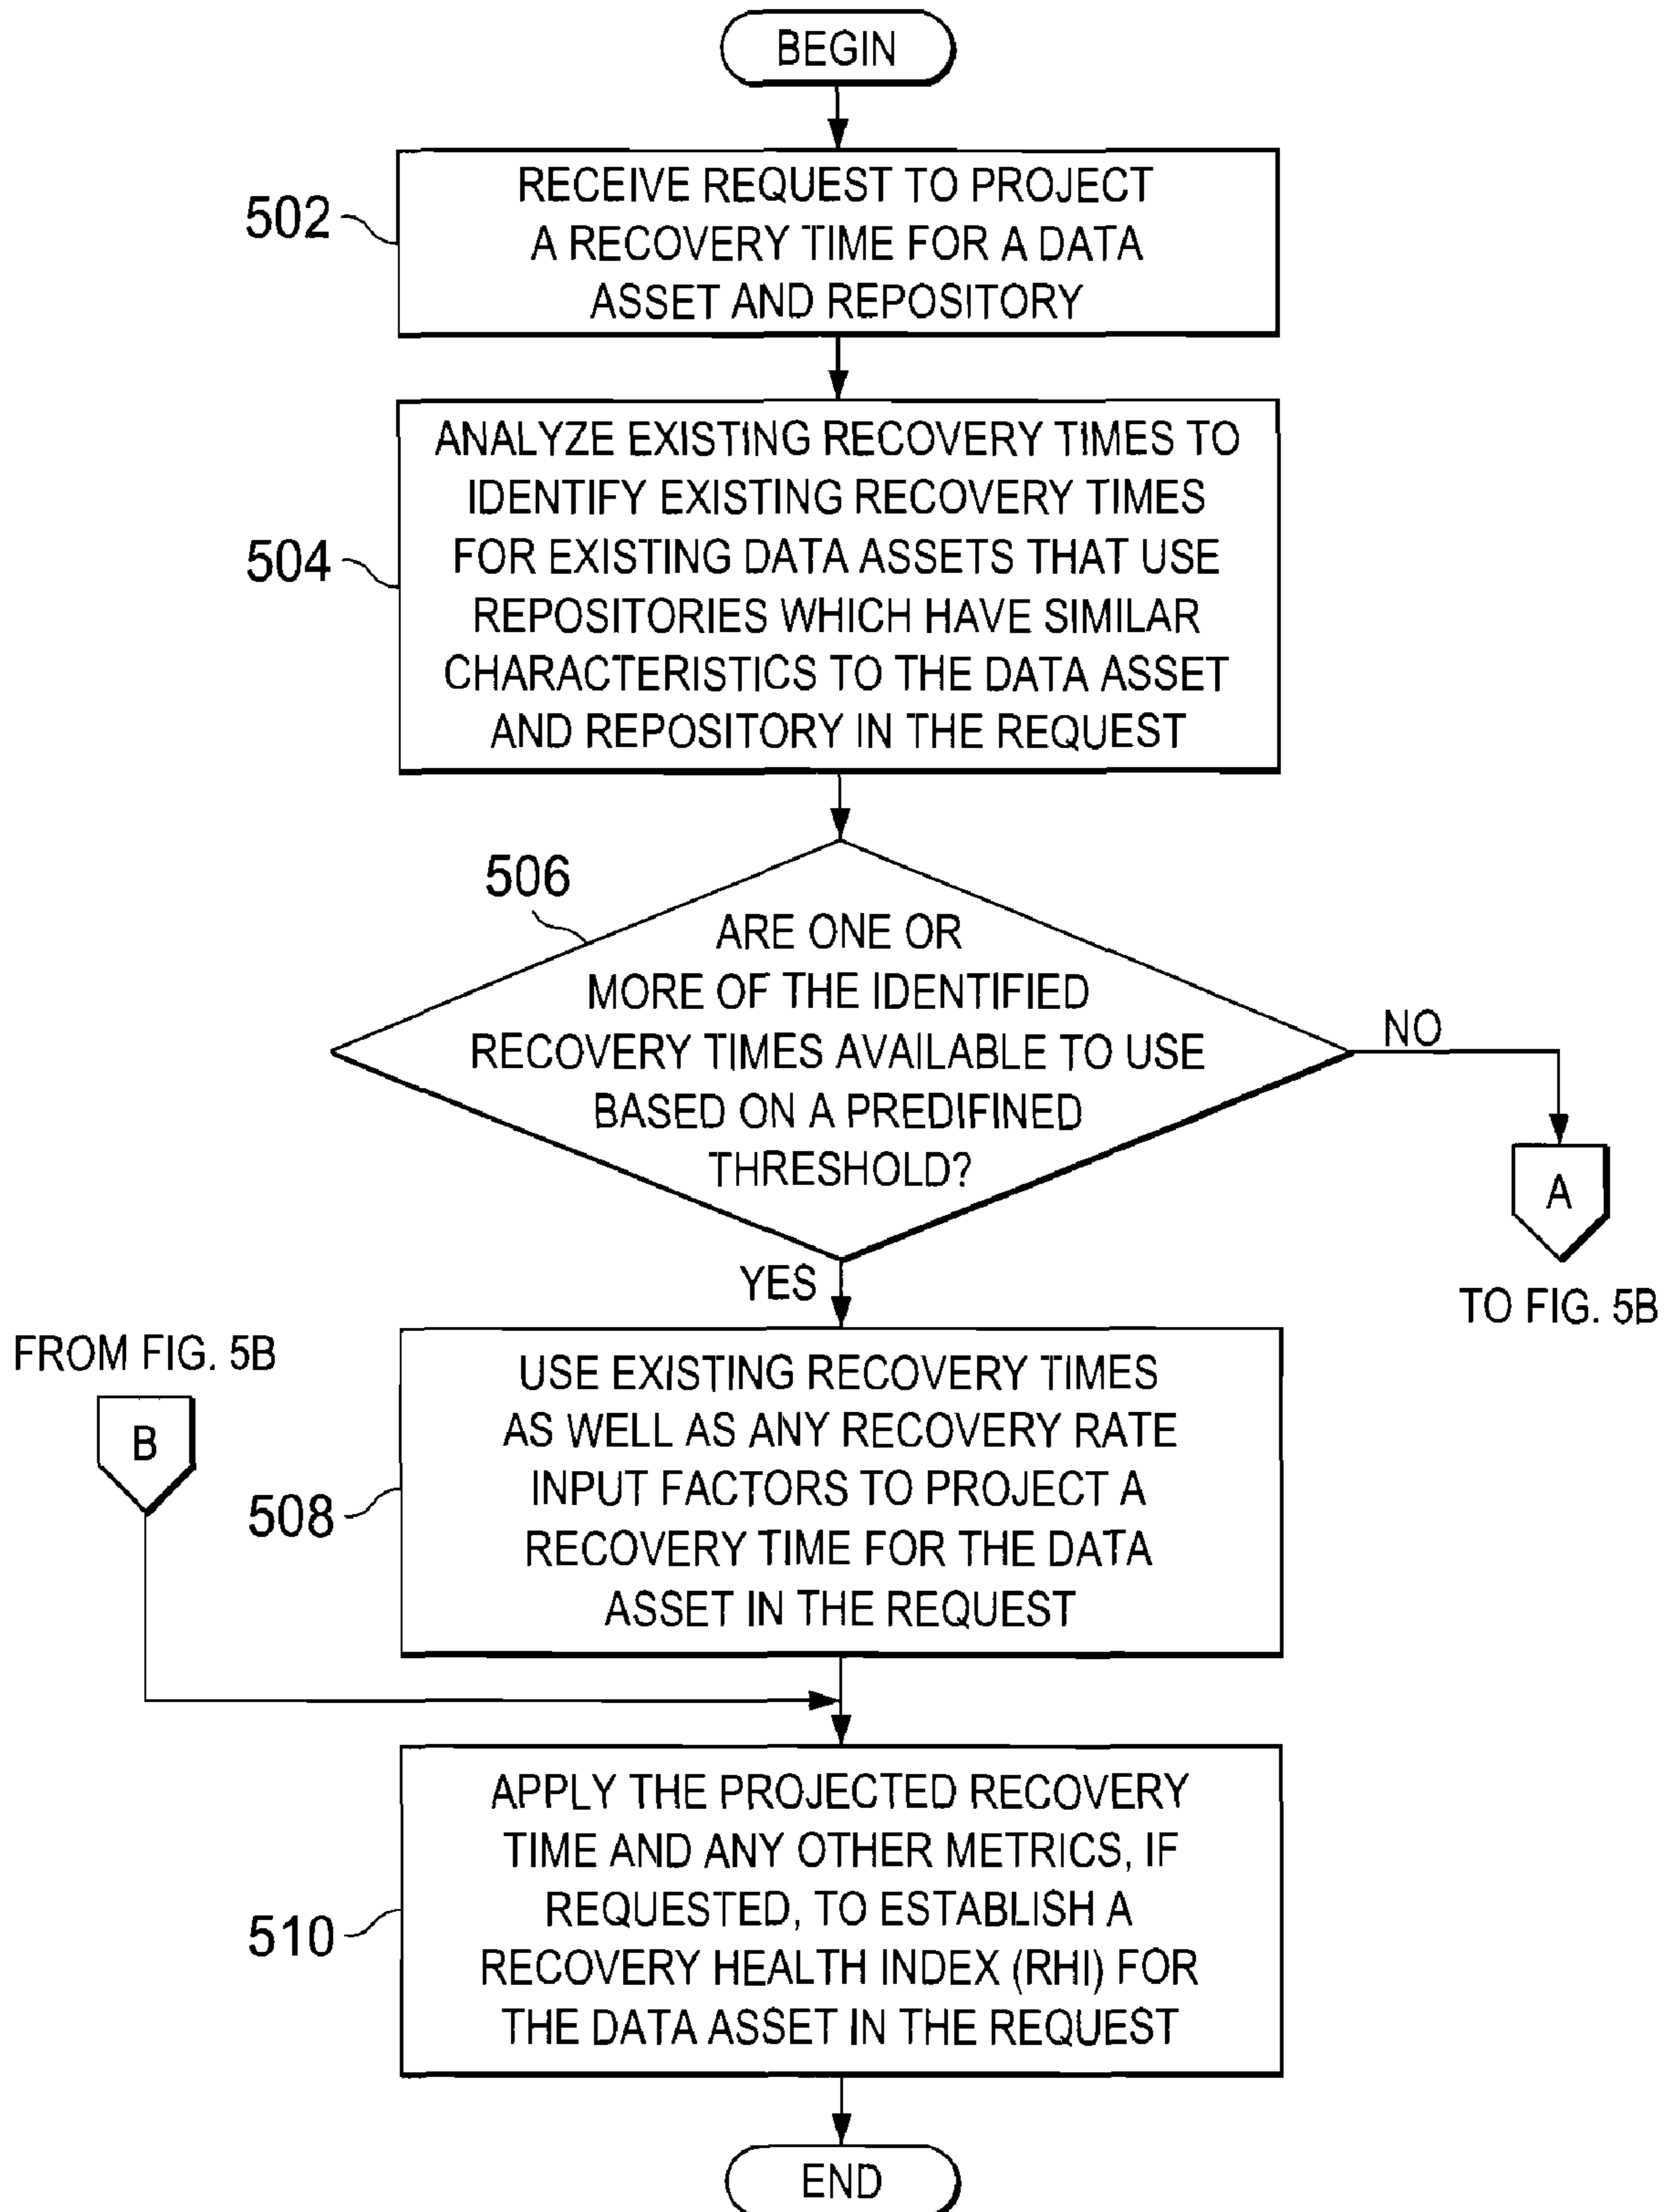 BEGIN
502
RECEIVE REQUEST TO PROJECT
A RECOVERY TIME FOR A DATA
ASSET AND REPOSITORY
504
ANALYZE EXISTING RECOVERY TIMES TO
IDENTIFY EXISTING RECOVERY TIMES
FOR EXISTING DATA ASSETS THAT USE
REPOSITORIES WHICH HAVE SIMILAR
CHARACTERISTICS TO THE DATA ASSET
AND REPOSITORY IN THE REQUEST
506
ARE ONE OR
MORE OF THE IDENTIFIED
RECOVERY TIMES AVAILABLE TO USE
BASED ON A PREDIFINED
THRESHOLD?
NO
A
TO FIG. 5B
YES
FROM FIG. 5B
B
508
USE EXISTING RECOVERY TIMES
AS WELL AS ANY RECOVERY RATE
INPUT FACTORS TO PROJECT A
RECOVERY TIME FOR THE DATA
ASSET IN THE REQUEST
510
APPLY THE PROJECTED RECOVERY
TIME AND ANY OTHER METRICS, IF
REQUESTED, TO ESTABLISH A
RECOVERY HEALTH INDEX (RHI) FOR
THE DATA ASSET IN THE REQUEST
END